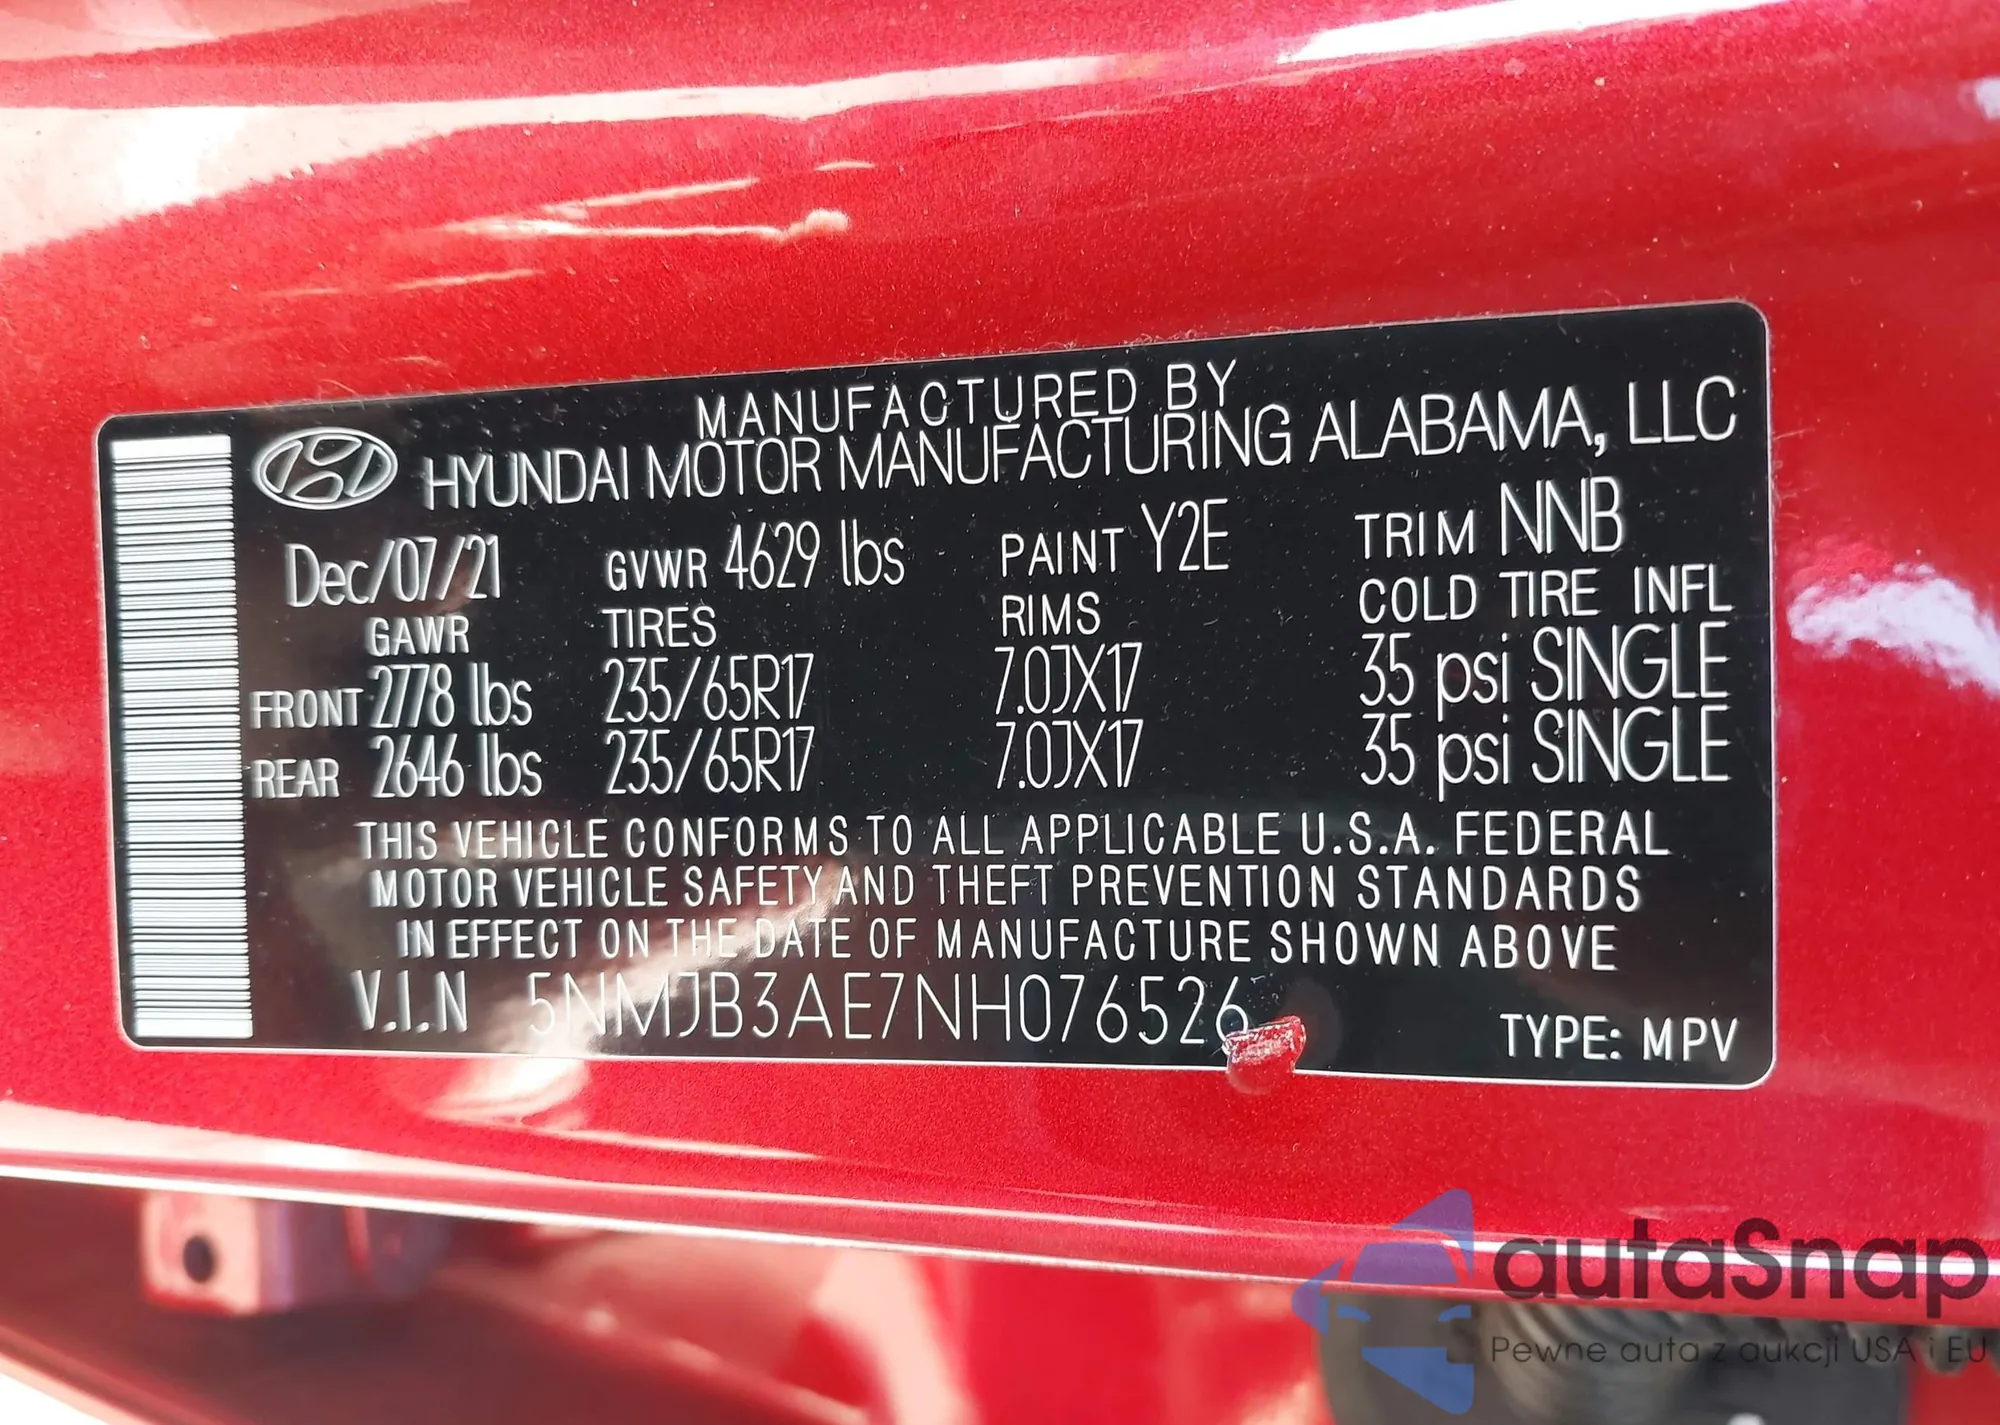 MANUFACTURED BY
HYUNDAI MOTOR MANUFACTURING ALABAMA, LLC
Dec/07/21 GVWR 4629 lbs PAINT Y2E TRIM NNB
GAWR TIRES RIMS COLD TIRE INFL
FRONT 2778 lbs 235/65R17 7.0JX17 35 psi SINGLE
REAR 2646 lbs 235/65R17 7.0JX17 35 psi SINGLE
THIS VEHICLE CONFORMS TO ALL APPLICABLE U.S.A. FEDERAL
MOTOR VEHICLE SAFETY AND THEFT PREVENTION STANDARDS
IN EFFECT ON THE DATE OF MANUFACTURE SHOWN ABOVE
V.I.N 5NMJB3AE7NH076526
TYPE: MPV
autaSnap
Pewne auta z aukcji USA i EU